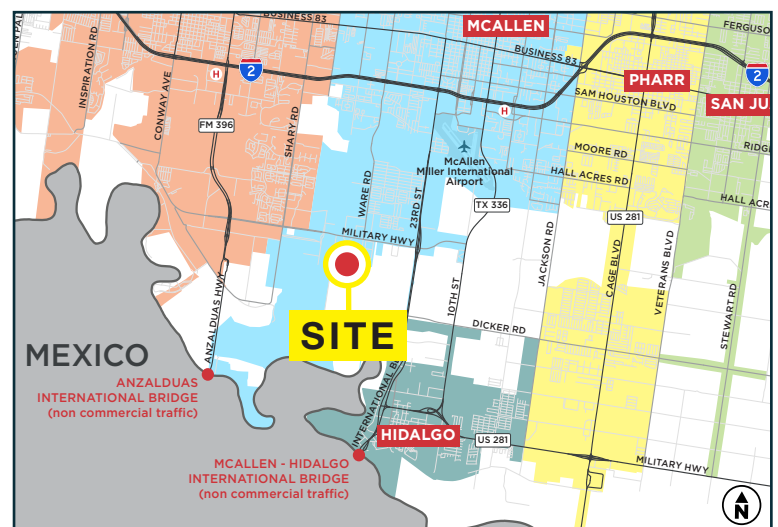 BUSINESS 83
MCALLEN
FERGUSO
INSPIRATION RD
CONWAY AVE
BUSINESS 83
2
H
PHARR
2
SAM HOUSTON BLVD
SAN JU
H
FM 396
SHARY RD
MOORE RD
RIDG
McAllen
Miller International
Airport
HALL ACRES RD
WARE RD
23RD ST
TX 336
HALL ACR
US 281
MILITARY HWY
JACKSON RD
CAGE BLVD
VETERANS BLVD
STEWART RD
ANZALDUAS HWY
10TH ST
SITE
DICKER RD
MEXICO
ANZALDUAS
INTERNATIONAL BRIDGE
(non commercial traffic)
INTERNATIONAL B
HIDALGO
US 281
MILITARY HWY
MCALLEN - HIDALGO
INTERNATIONAL BRIDGE
(non commercial traffic)
N